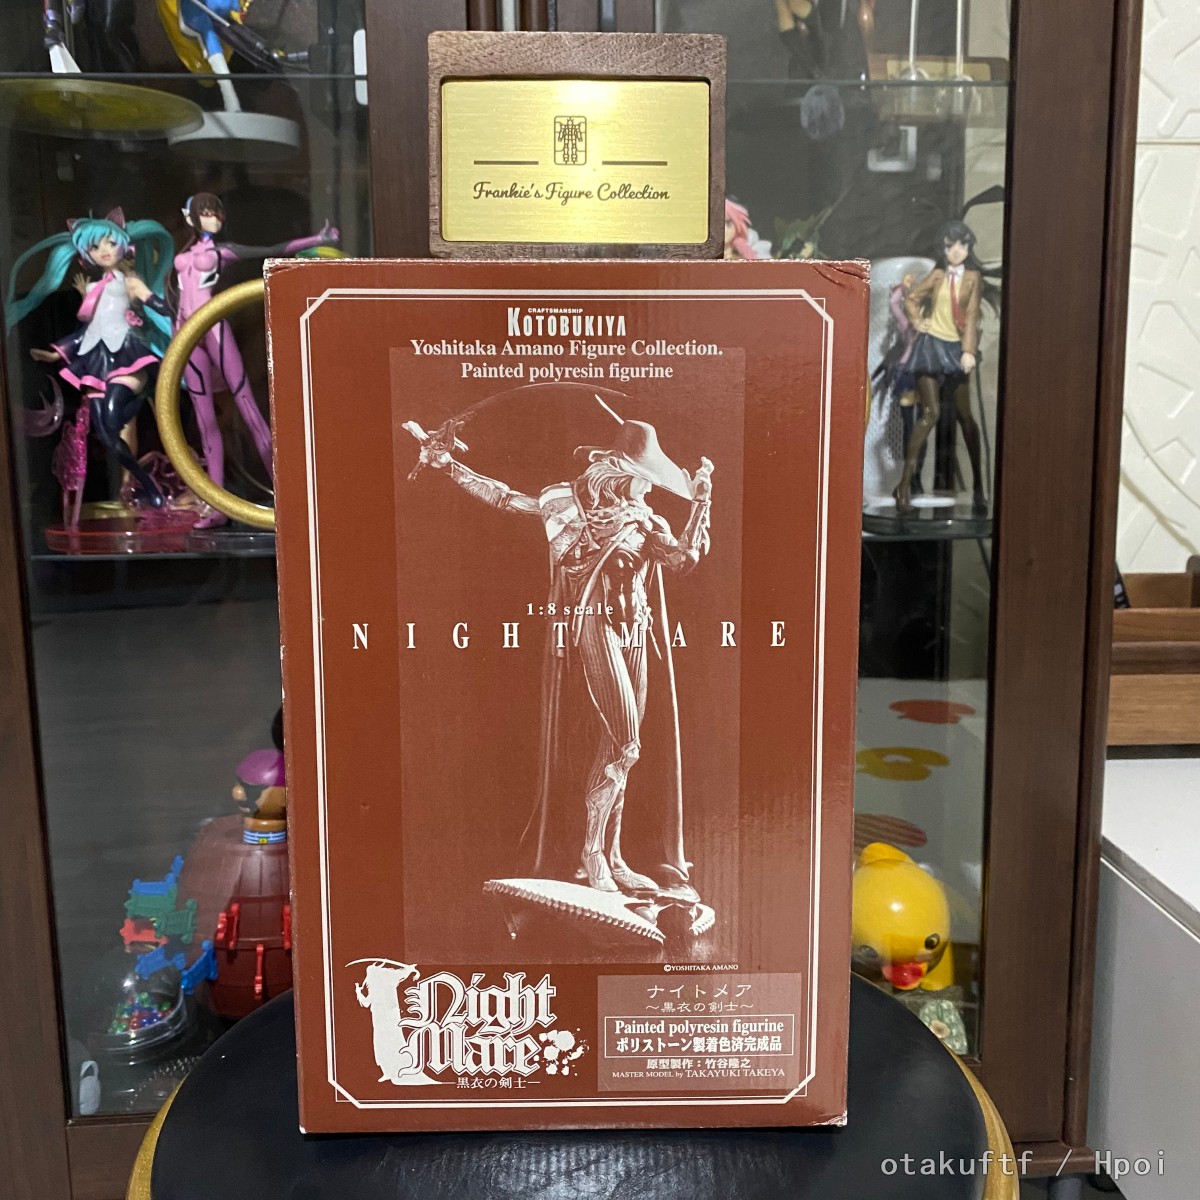 Frankie's Figure Collection
CRAFTSMANSHIP
KOTOBUKIYA
Yoshitaka Amano Figure Collection.
Painted polyresin figurine
1:8 scale
NIGHTMARE
©YOSHITAKA AMANO
Night
Mare
─黒衣の剣士─
ナイトメア
～黒衣の剣士～
Painted polyresin figurine
ポリストーン製着色済完成品
原型製作：竹谷隆之
MASTER MODEL by TAKAYUKI TAKEYA
otakuftf / Hpoi